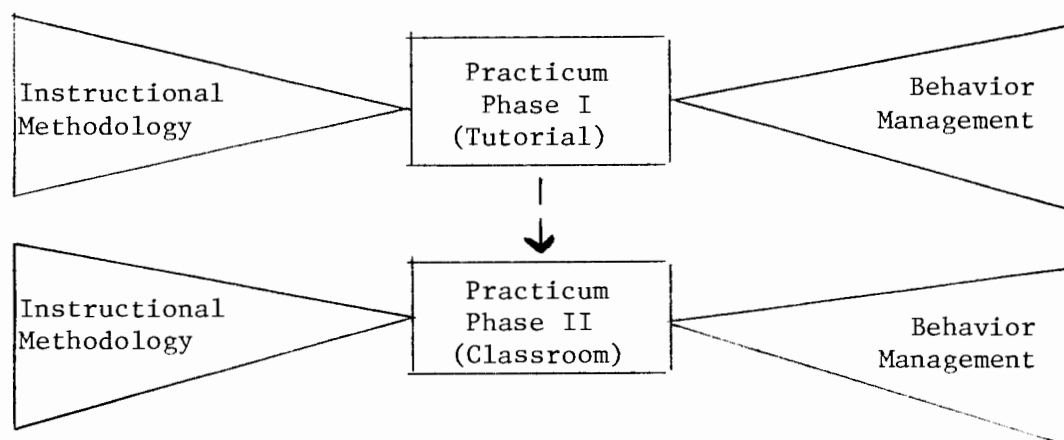 Instructional
Methodology
Practicum
Phase I
(Tutorial)
Behavior
Management
Instructional
Methodology
Practicum
Phase II
(Classroom)
Behavior
Management